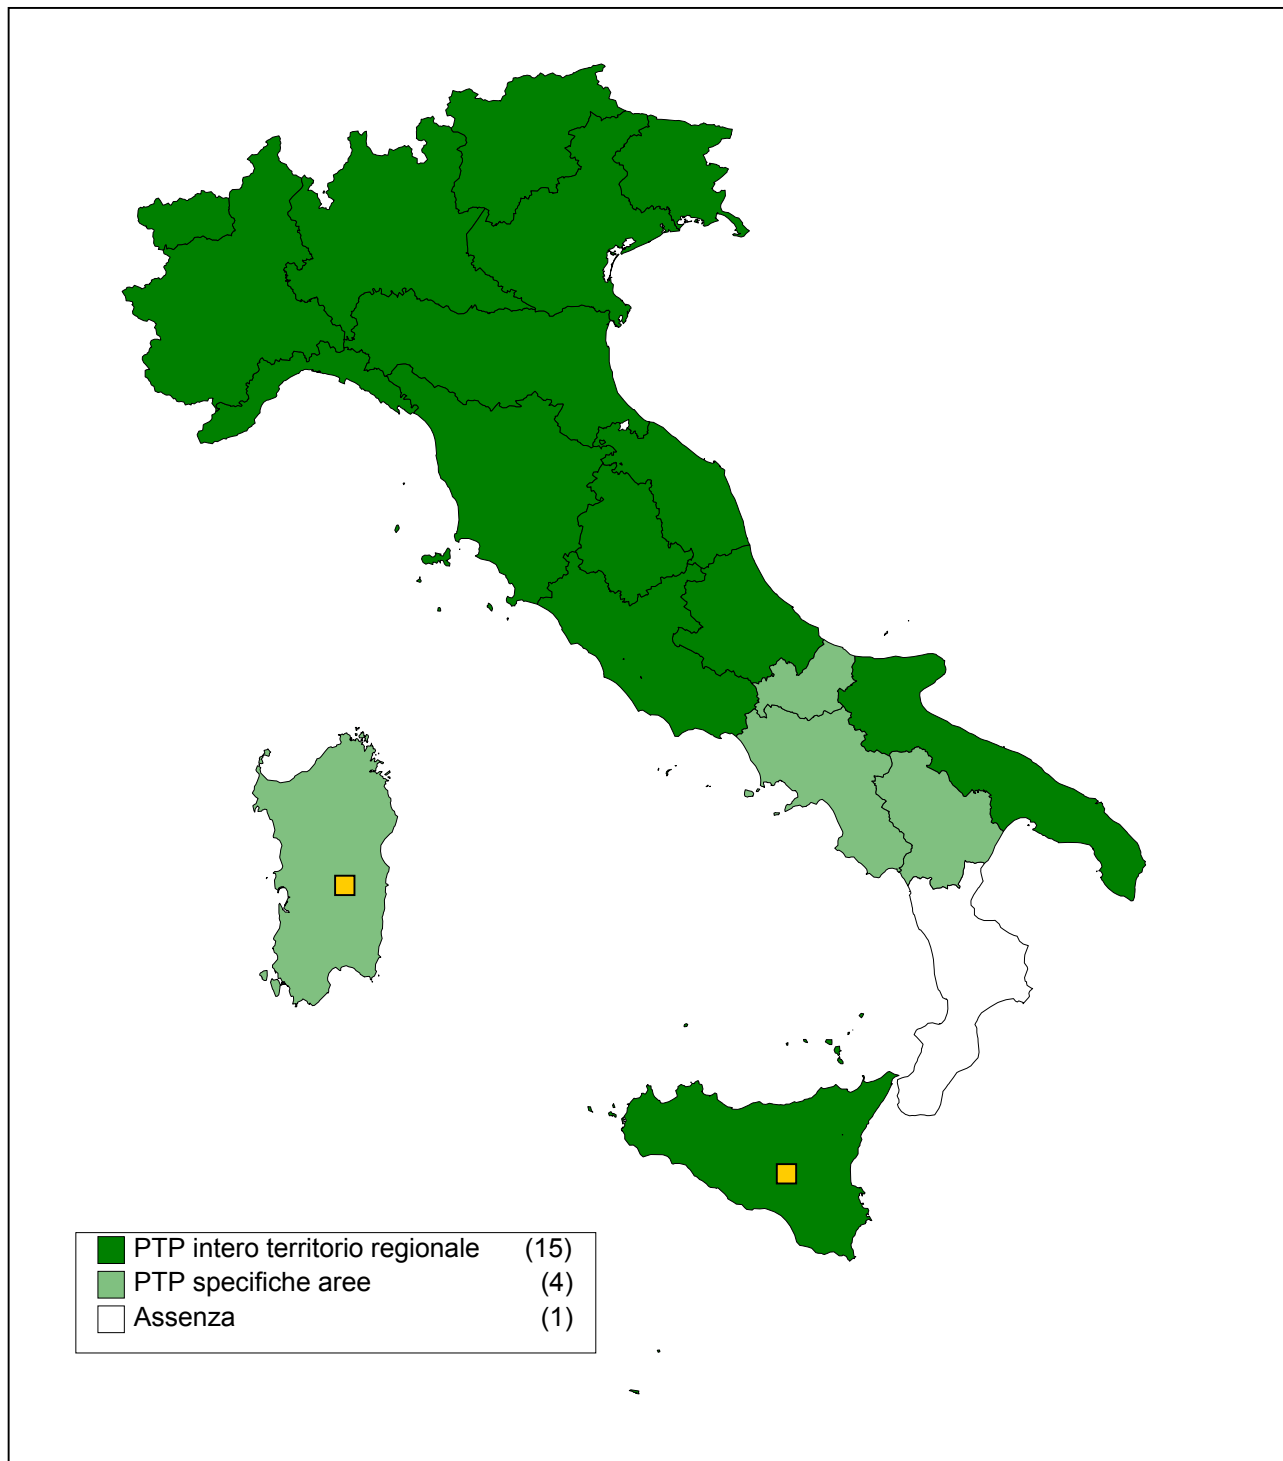 PTP intero territorio regionale (15)
PTP specifiche aree (4)
Assenza (1)